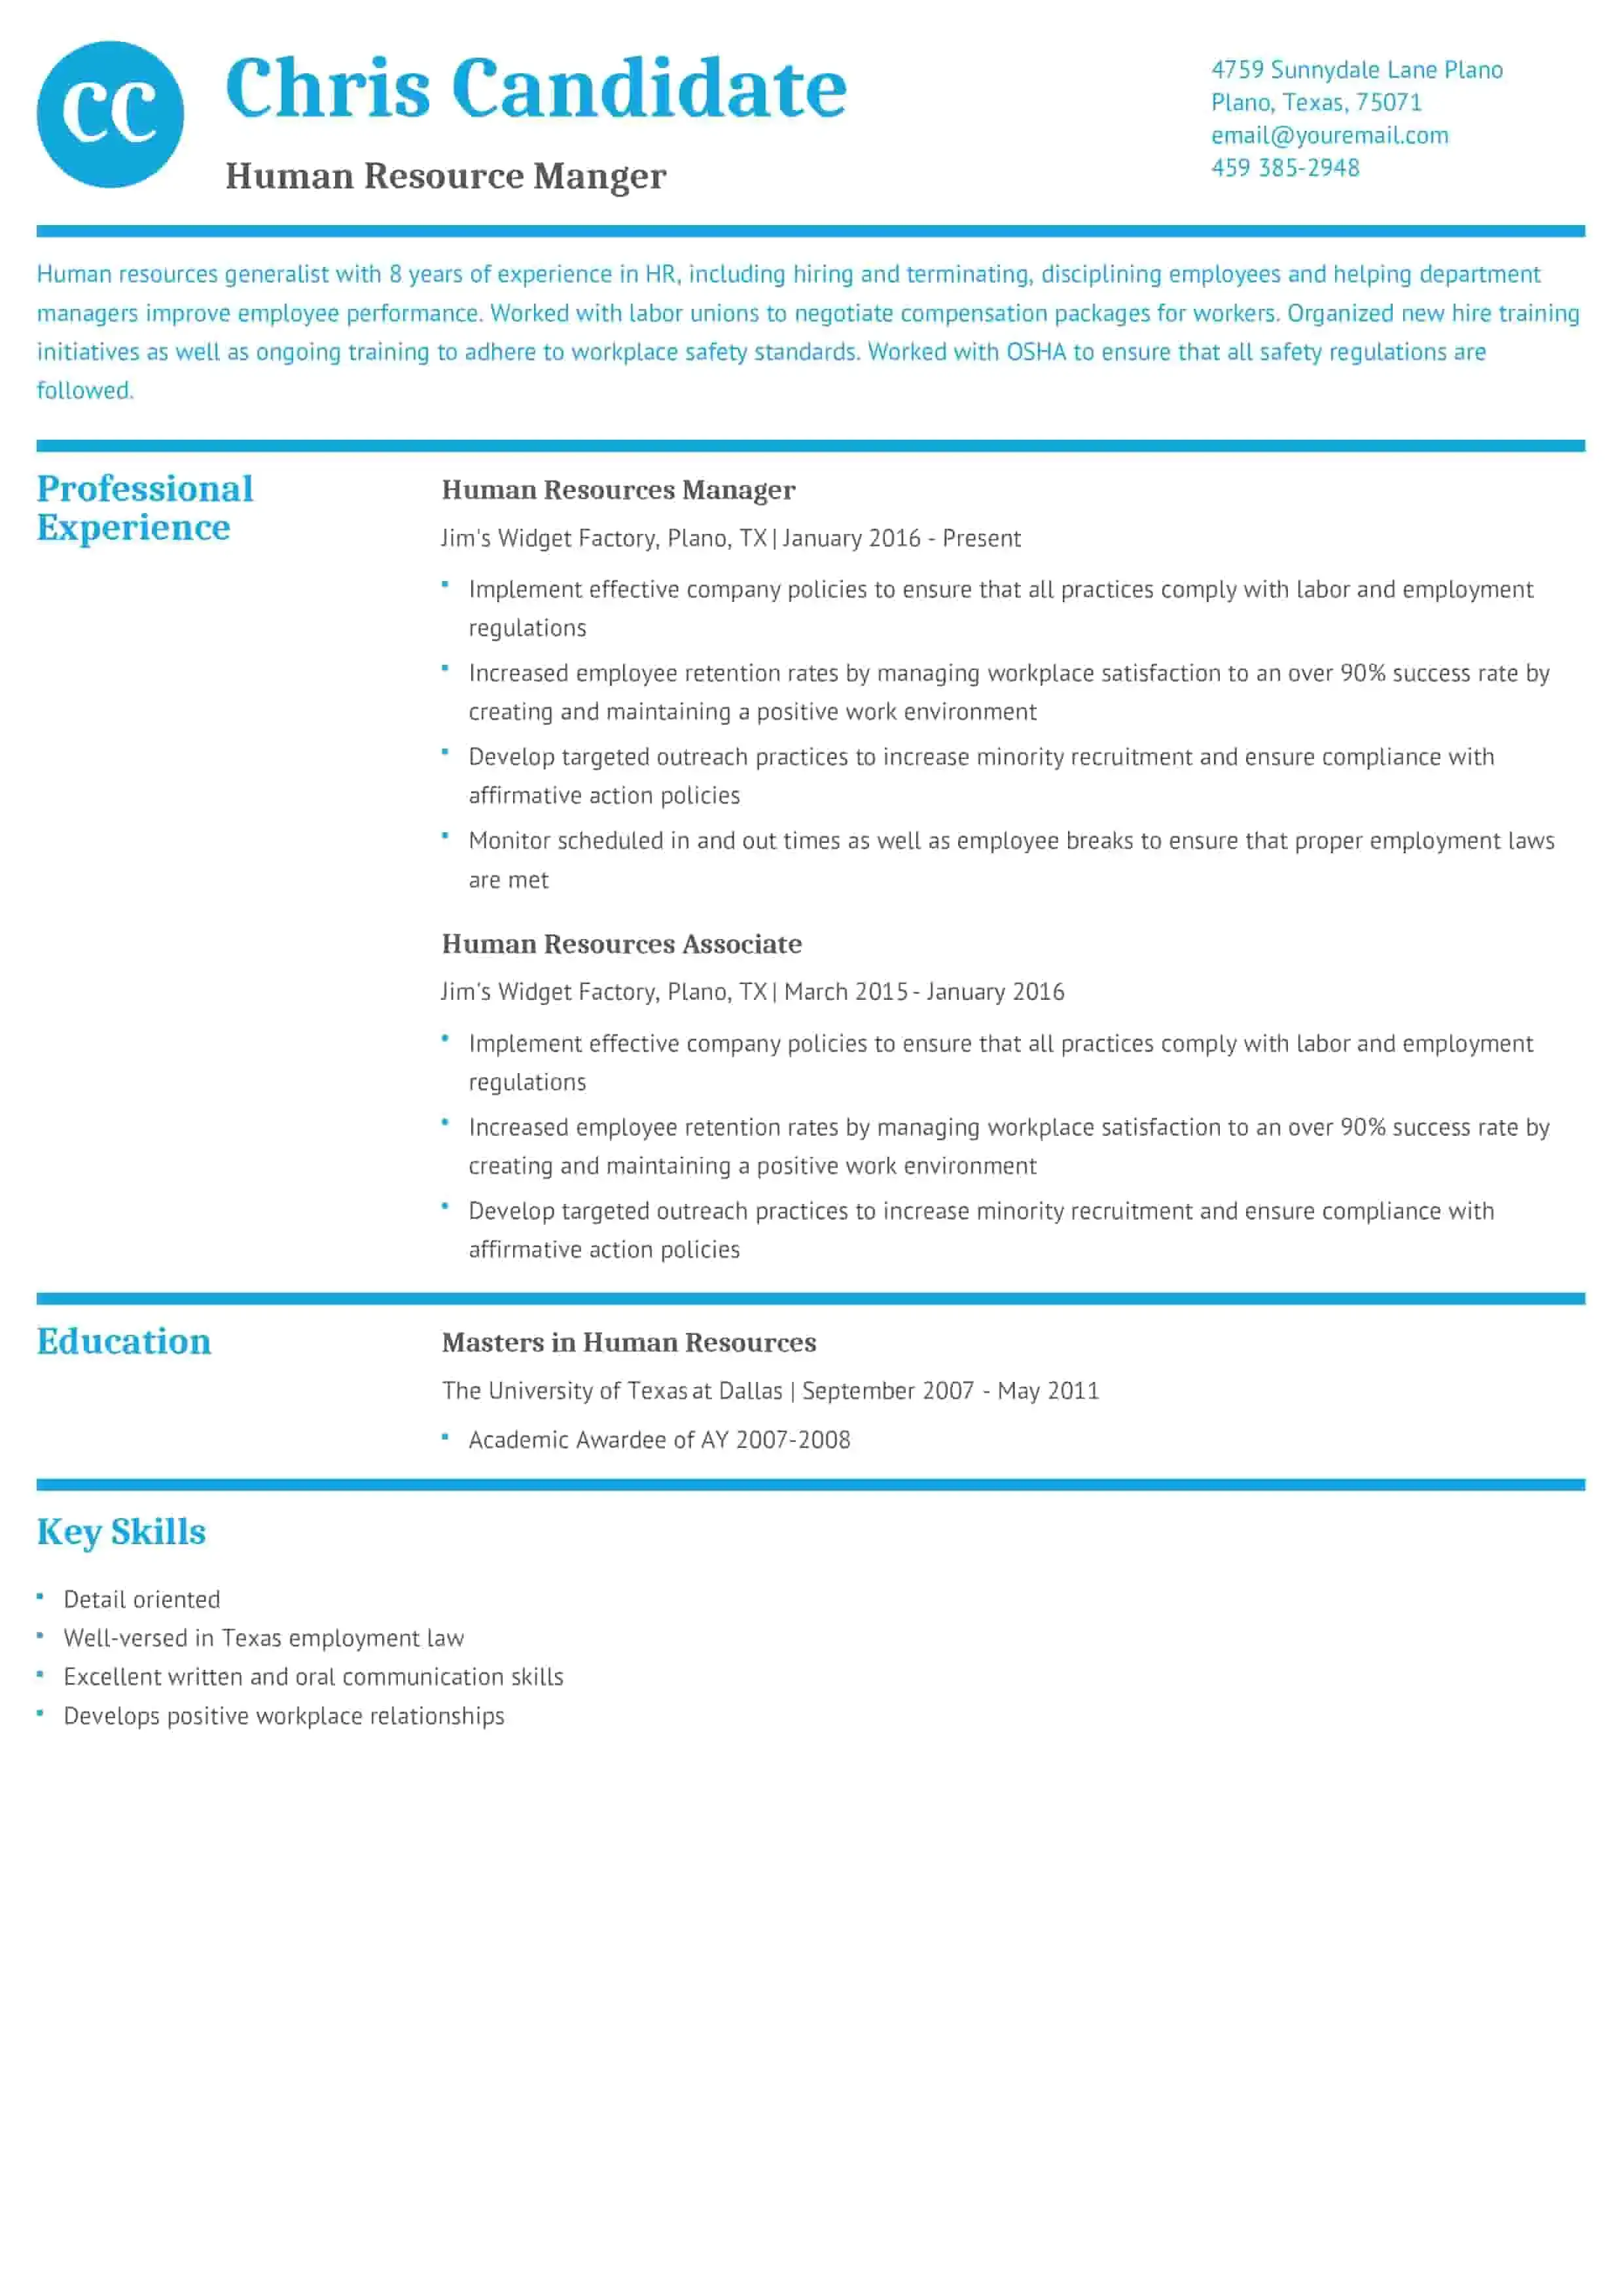 CC
Chris Candidate
Human Resource Manger
4759 Sunnydale Lane Plano
Plano, Texas, 75071
email@youremail.com
459 385-2948
Human resources generalist with 8 years of experience in HR, including hiring and terminating, disciplining employees and helping department
managers improve employee performance. Worked with labor unions to negotiate compensation packages for workers. Organized new hire training
initiatives as well as ongoing training to adhere to workplace safety standards. Worked with OSHA to ensure that all safety regulations are
followed.
Professional
Experience
Human Resources Manager
Jim's Widget Factory, Plano, TX | January 2016 - Present
Implement effective company policies to ensure that all practices comply with labor and employment
regulations
Increased employee retention rates by managing workplace satisfaction to an over 90% success rate by
creating and maintaining a positive work environment
Develop targeted outreach practices to increase minority recruitment and ensure compliance with
affirmative action policies
Monitor scheduled in and out times as well as employee breaks to ensure that proper employment laws
are met
Human Resources Associate
Jim's Widget Factory, Plano, TX | March 2015 - January 2016
Implement effective company policies to ensure that all practices comply with labor and employment
regulations
Increased employee retention rates by managing workplace satisfaction to an over 90% success rate by
creating and maintaining a positive work environment
Develop targeted outreach practices to increase minority recruitment and ensure compliance with
affirmative action policies
Education
Masters in Human Resources
The University of Texas at Dallas | September 2007 - May 2011
Academic Awardee of AY 2007-2008
Key Skills
Detail oriented
Well-versed in Texas employment law
Excellent written and oral communication skills
Develops positive workplace relationships